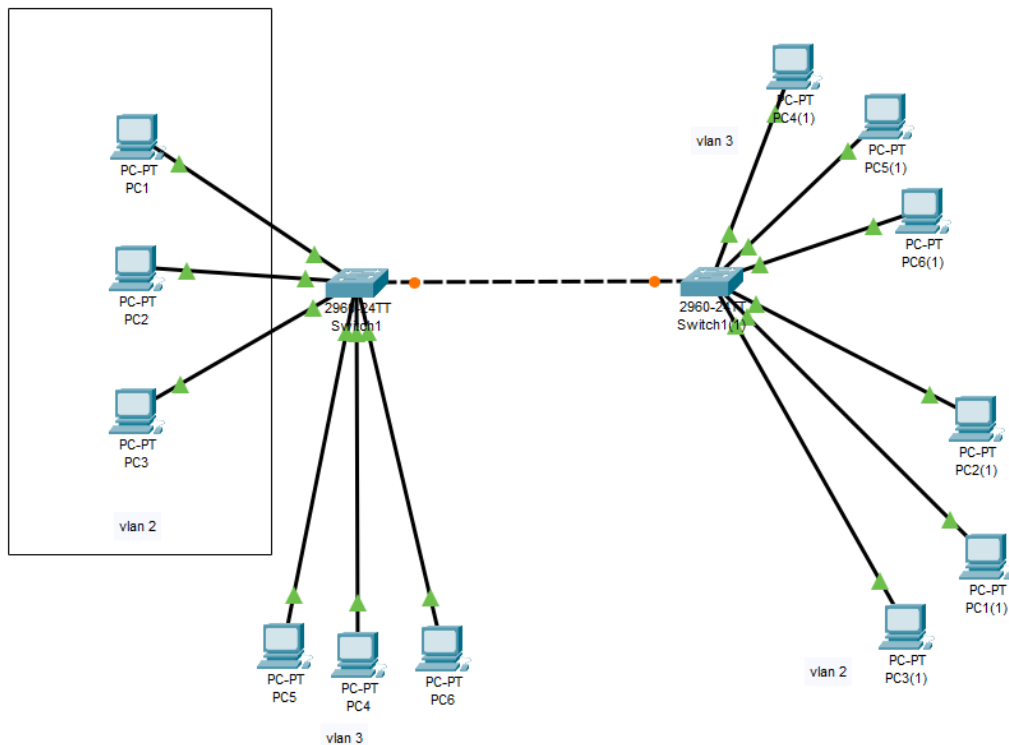 PC-PT
PC1
PC-PT
PC2
PC-PT
PC3
vlan 2
2960-24TT
Switch1
PC-PT
PC5
PC-PT
PC4
PC-PT
PC6
vlan 3
PC-PT
PC4(1)
vlan 3
PC-PT
PC5(1)
PC-PT
PC6(1)
2960-24TT
Switch1(1)
PC-PT
PC2(1)
PC-PT
PC1(1)
PC-PT
PC3(1)
vlan 2